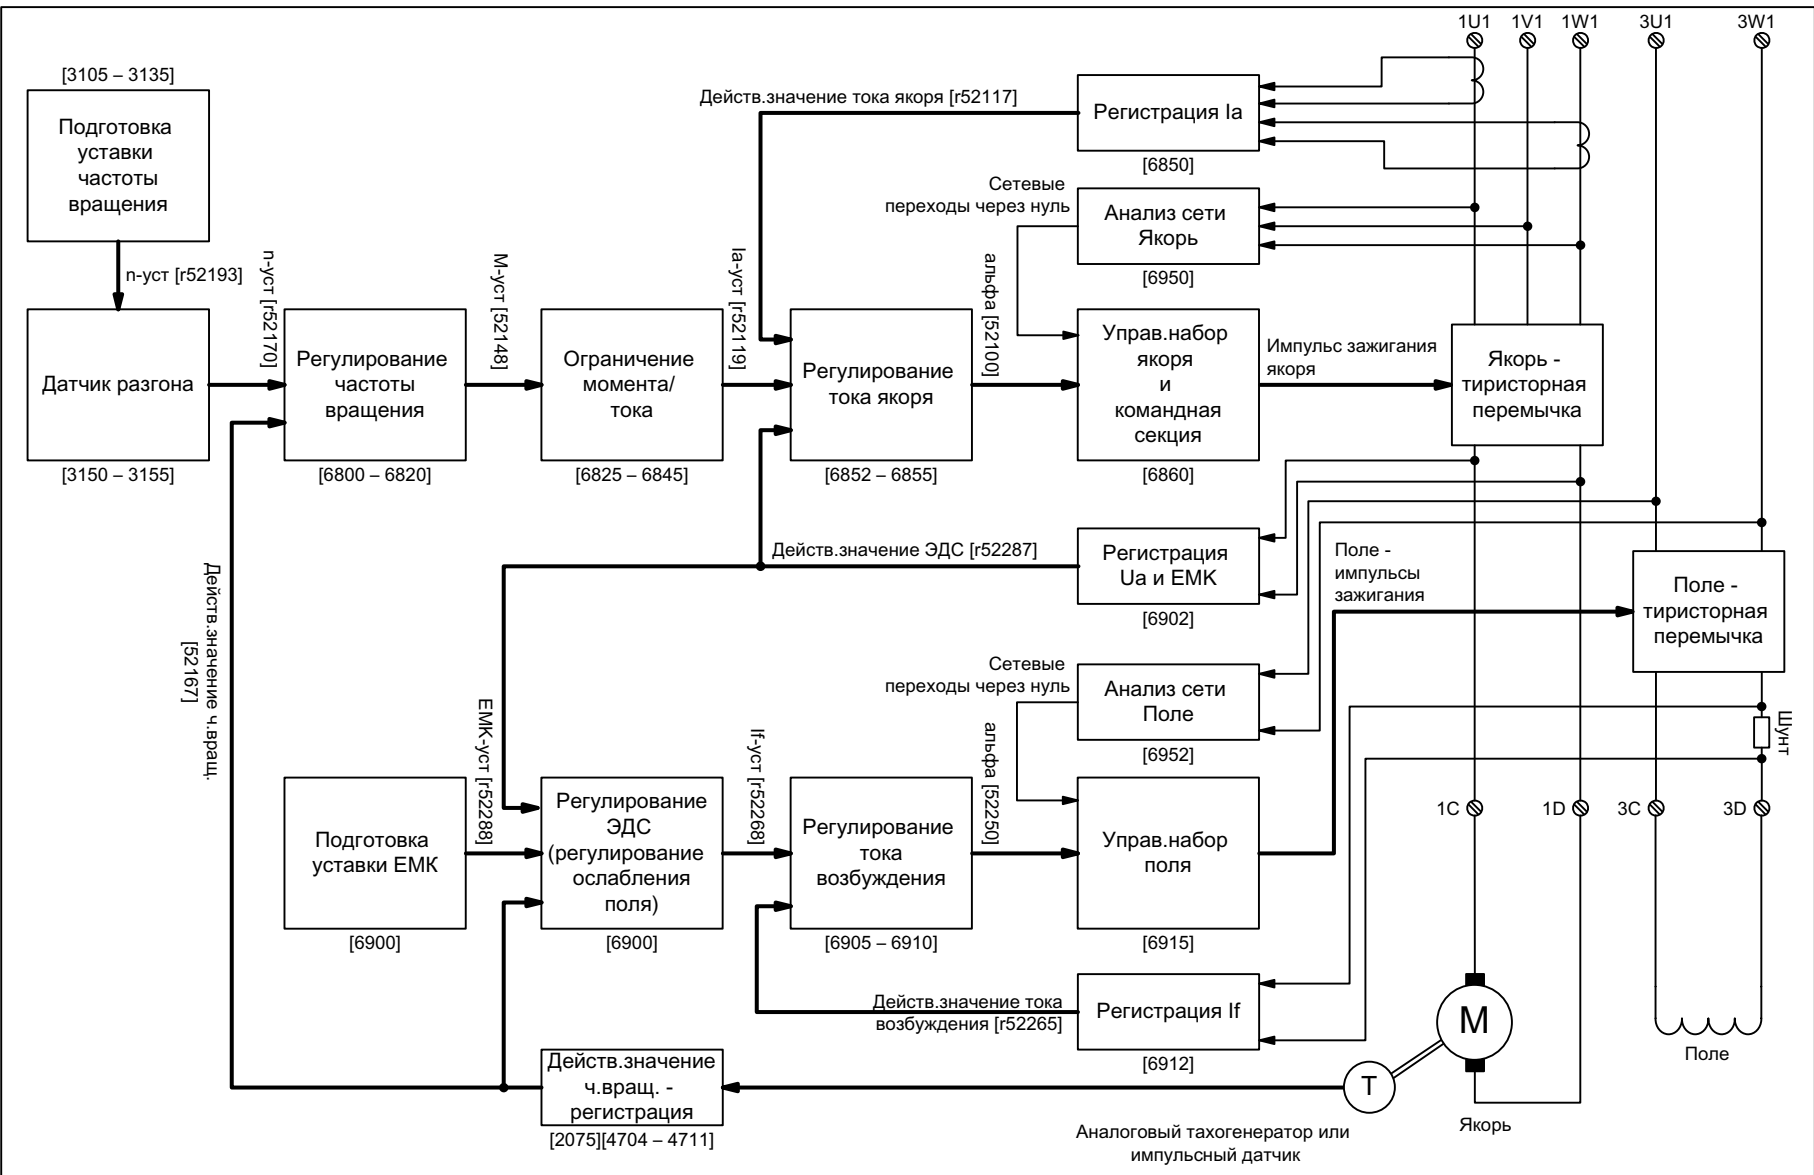 1U1
1V1
1W1
3U1
3W1
[3105 – 3135]
Подготовка
уставки
частоты
вращения
n-уст [r52193]
Действ.значение тока якоря [r52117]
Регистрация Ia
[6850]
Сетевые
переходы через нуль
Анализ сети
Якорь
[6950]
Датчик разгона
[3150 – 3155]
n-уст [r52170]
Регулирование
частоты
вращения
[6800 – 6820]
М-уст [52148]
Ограничение
момента/
тока
[6825 – 6845]
Ia-уст [r52119]
Регулирование
тока якоря
[6852 – 6855]
альфа [52100]
Управ.набор
якоря
и
командная
секция
[6860]
Импульс зажигания
якоря
Якорь -
тиристорная
перемычка
Действ.значение ЭДС [r52287]
Регистрация
Ua и ЕМК
[6902]
Поле -
импульсы
зажигания
Поле -
тиристорная
перемычка
Действ.значение ч.вращ.
[52167]
Сетевые
переходы через нуль
Анализ сети
Поле
[6952]
Шунт
Подготовка
уставки ЕМК
[6900]
ЕМК-уст [r52288]
Регулирование
ЭДС
(регулирование
ослабления
поля)
[6900]
If-уст [r52268]
Регулирование
тока
возбуждения
[6905 – 6910]
альфа [52250]
Управ.набор
поля
[6915]
1C
1D
3C
3D
Действ.значение тока
возбуждения [r52265]
Регистрация If
[6912]
M
T
Поле
Якорь
Действ.значение
ч.вращ. -
регистрация
[2075][4704 – 4711]
Аналоговый тахогенератор или
импульсный датчик